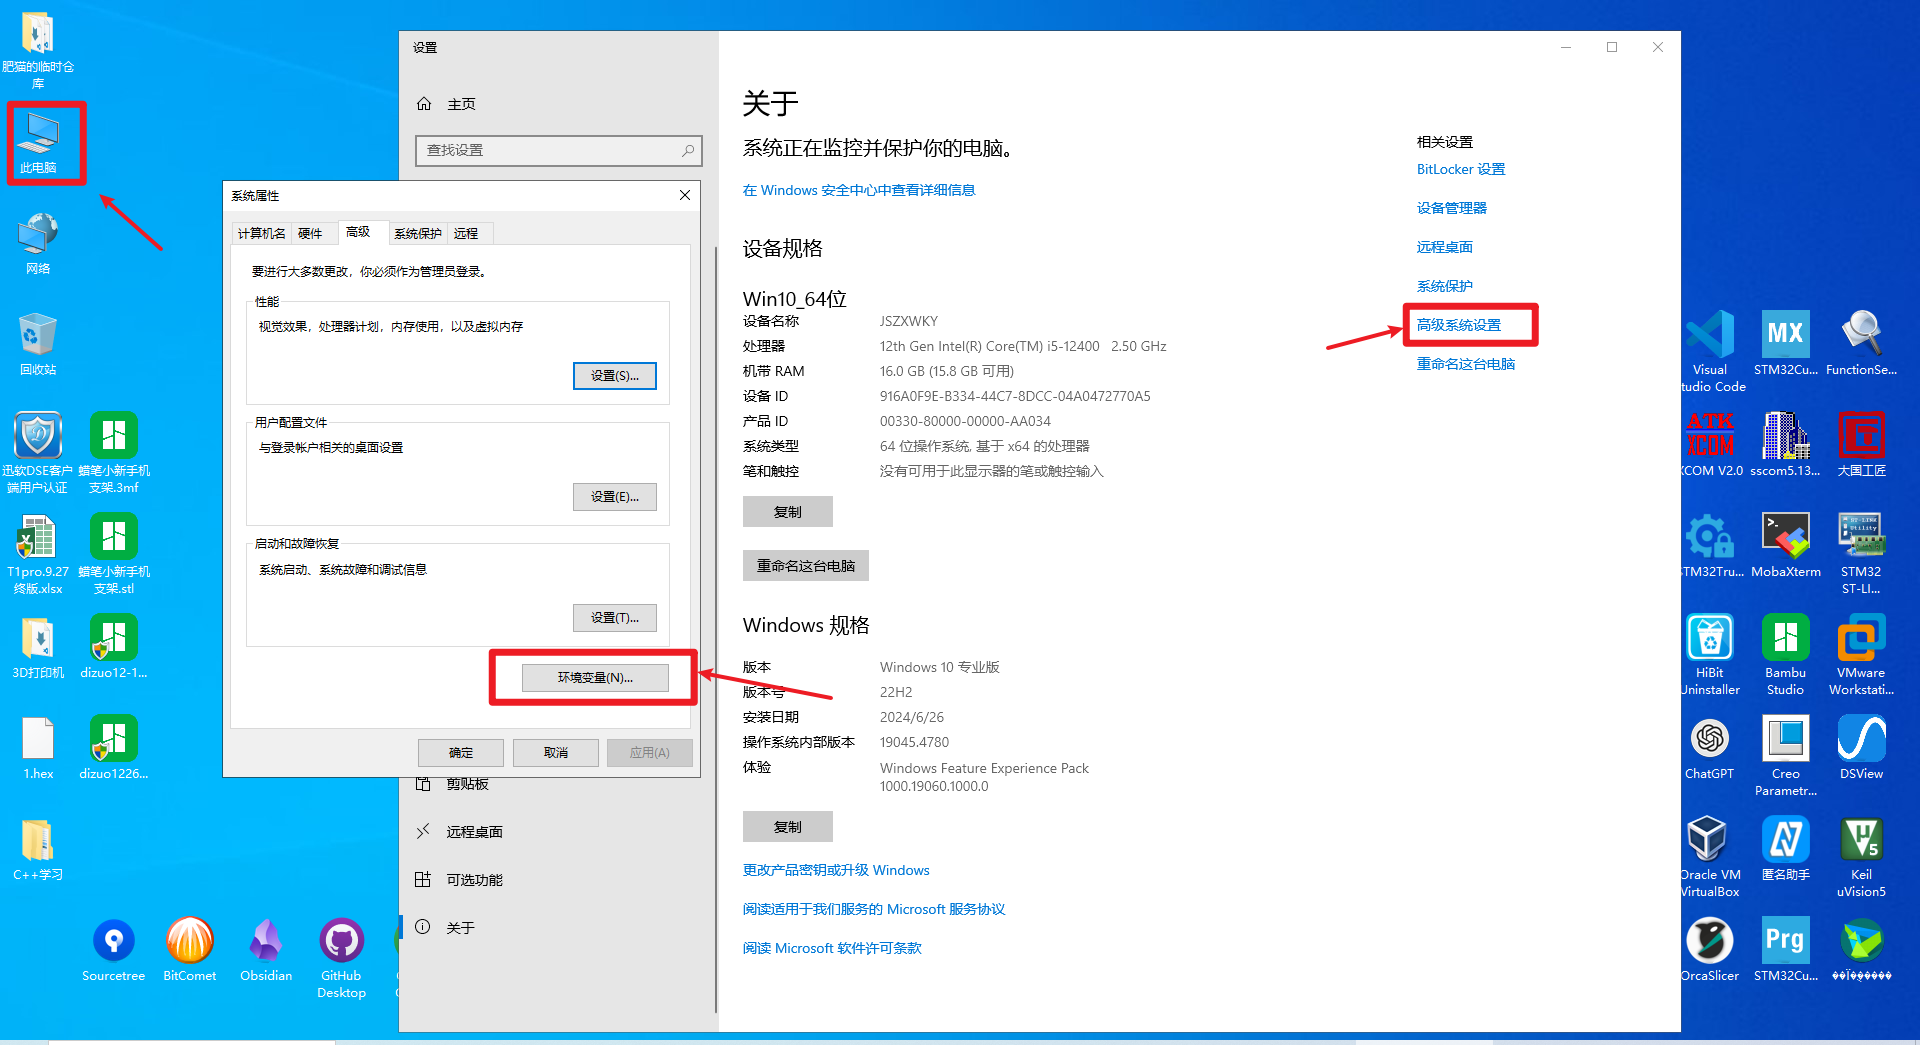 肥猫的临时仓
库
此电脑
网络
回收站
迅软DSE客户
端用户认证
蜡笔小新手机
支架.3mf
T1pro.9.27
终版.xlsx
蜡笔小新手机
支架.stl
3D打印机
dizuo12-1...
1.hex
dizuo1226...
C++学习
Sourcetree
BitComet
Obsidian
GitHub
Desktop
设置
主页
查找设置
系统属性
计算机名
硬件
高级
系统保护
远程
要进行大多数更改，你必须作为管理员登录。
性能
视觉效果，处理器计划，内存使用，以及虚拟内存
设置(S)...
用户配置文件
与登录帐户相关的桌面设置
设置(E)...
启动和故障恢复
系统启动、系统故障和调试信息
设置(T)...
环境变量(N)...
确定
取消
应用(A)
剪贴板
远程桌面
可选功能
关于
关于
系统正在监控并保护你的电脑。
在 Windows 安全中心中查看详细信息
设备规格
Win10_64位
设备名称 JSZXWKY
处理器 12th Gen Intel(R) Core(TM) i5-12400 2.50 GHz
机带 RAM 16.0 GB (15.8 GB 可用)
设备 ID 916A0F9E-B334-44C7-8DCC-04A0472770A5
产品 ID 00330-80000-00000-AA034
系统类型 64 位操作系统, 基于 x64 的处理器
笔和触控 没有可用于此显示器的笔或触控输入
复制
重命名这台电脑
Windows 规格
版本 Windows 10 专业版
版本号 22H2
安装日期 2024/6/26
操作系统内部版本 19045.4780
体验 Windows Feature Experience Pack
1000.19060.1000.0
复制
更改产品密钥或升级 Windows
阅读适用于我们服务的 Microsoft 服务协议
阅读 Microsoft 软件许可条款
相关设置
BitLocker 设置
设备管理器
远程桌面
系统保护
高级系统设置
重命名这台电脑
Visual
tudio Code
MX
STM32Cu...
FunctionSe...
ATK
XCOM
XCOM V2.0
sscom5.13...
大国工匠
STM32Tru...
MobaXterm
ST-LINK
Utility
STM32
ST-LI...
HiBit
Uninstaller
Bambu
Studio
VMware
Workstati...
ChatGPT
Creo
Parametr...
DSView
Oracle VM
VirtualBox
匿名助手
Keil
uVision5
OrcaSlicer
Prg
STM32Cu...